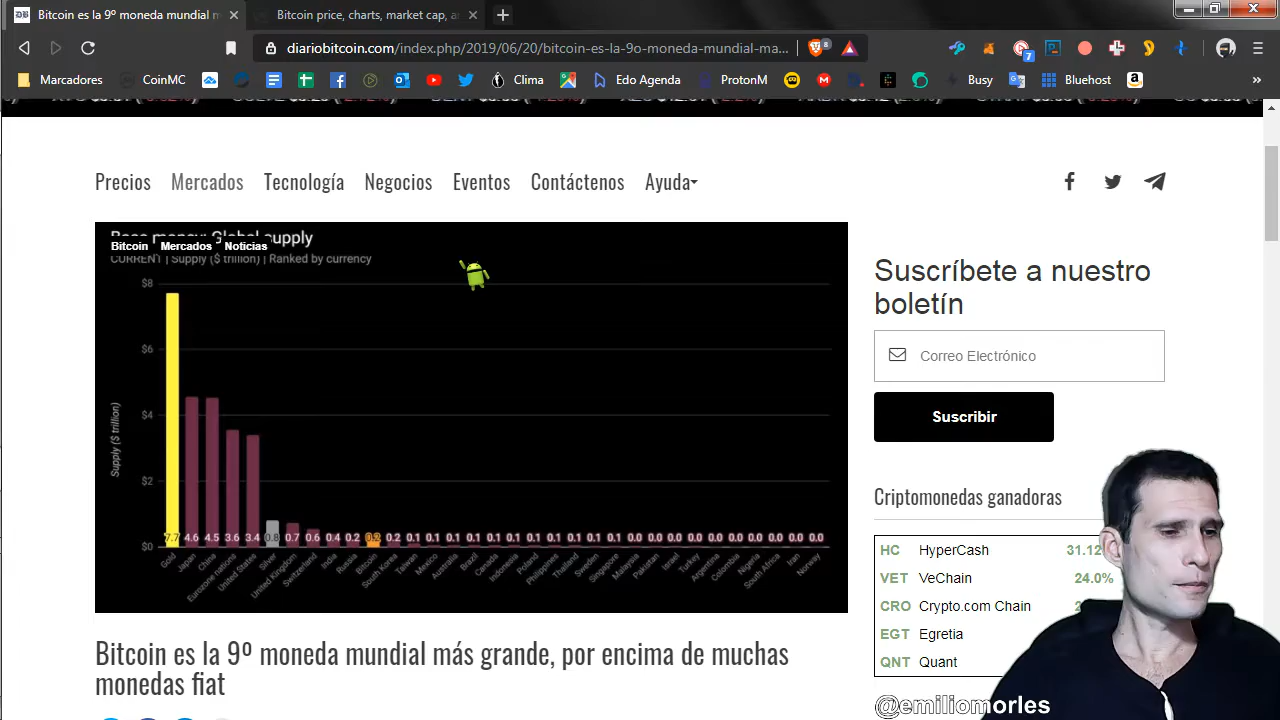 Bitcoin es la 9º moneda mundial m
Bitcoin price, charts, market cap, a
diariobitcoin.com/index.php/2019/06/20/bitcoin-es-la-9o-moneda-mundial-ma...
8
7
Marcadores
CoinMC
Clima
Edo Agenda
ProtonM
Busy
Bluehost
Precios
Mercados
Tecnología
Negocios
Eventos
Contáctenos
Ayuda
Base money: Global supply
Bitcoin Mercados Noticias
CURRENT | Supply ($ trillion) | Ranked by currency
$8
$6
$4
$2
$0
Supply ($ trillion)
7.7 4.6 4.5 3.6 3.4 0.8 0.7 0.6 0.4 0.2 0.2 0.2 0.1 0.1 0.1 0.1 0.1 0.1 0.1 0.1 0.1 0.1 0.1 0.0 0.0 0.0 0.0 0.0 0.0 0.0 0.0 0.0 0.0
Gold Japan China Eurozone nations United States Silver United Kingdom Switzerland India Russia Bitcoin South Korea Taiwan Mexico Australia Brazil Canada Indonesia Poland Philippines Thailand Sweden Singapore Malaysia Pakistan Israel Turkey Argentina Colombia Nigeria South Africa Iran Norway
Bitcoin es la 9º moneda mundial más grande, por encima de muchas
monedas fiat
Suscríbete a nuestro
boletín
Correo Electrónico
Suscribir
Criptomonedas ganadoras
HC HyperCash 31.12
VET VeChain 24.0%
CRO Crypto.com Chain 2
EGT Egretia
QNT Quant
@emiliomorles